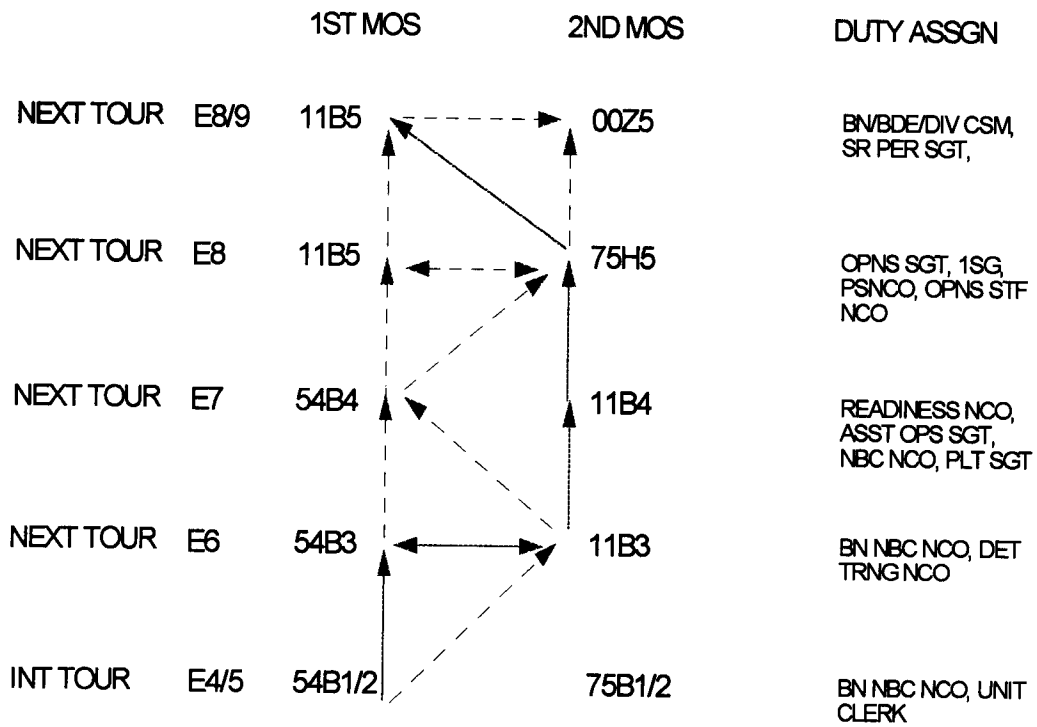 1ST MOS 2ND MOS DUTY ASSGN
NEXT TOUR E8/9 11B5 00Z5 BN/BDE/DIV CSM,
SR PER SGT,
NEXT TOUR E8 11B5 75H5 OPNS SGT, 1SG,
PSNCO, OPNS STF
NCO
NEXT TOUR E7 54B4 11B4 READINESS NCO,
ASST OPS SGT,
NBC NCO, PLT SGT
NEXT TOUR E6 54B3 11B3 BN NBC NCO, DET
TRNG NCO
INT TOUR E4/5 54B1/2 75B1/2 BN NBC NCO, UNIT
CLERK